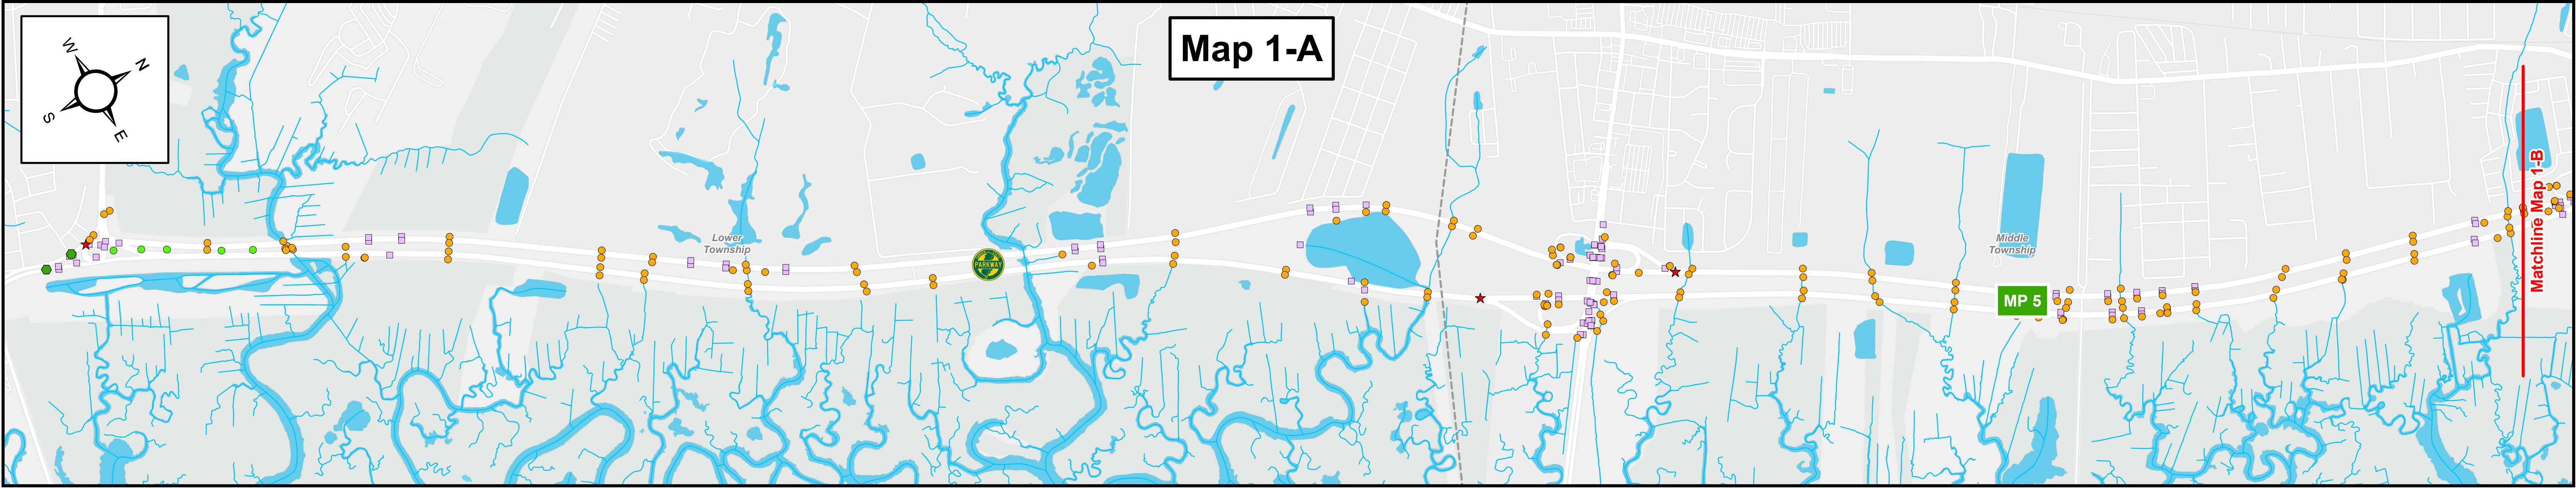 Map 1-A
W
N
S
E
Lower
Township
PARKWAY
Middle
Township
MP 5
Matchline Map 1-B